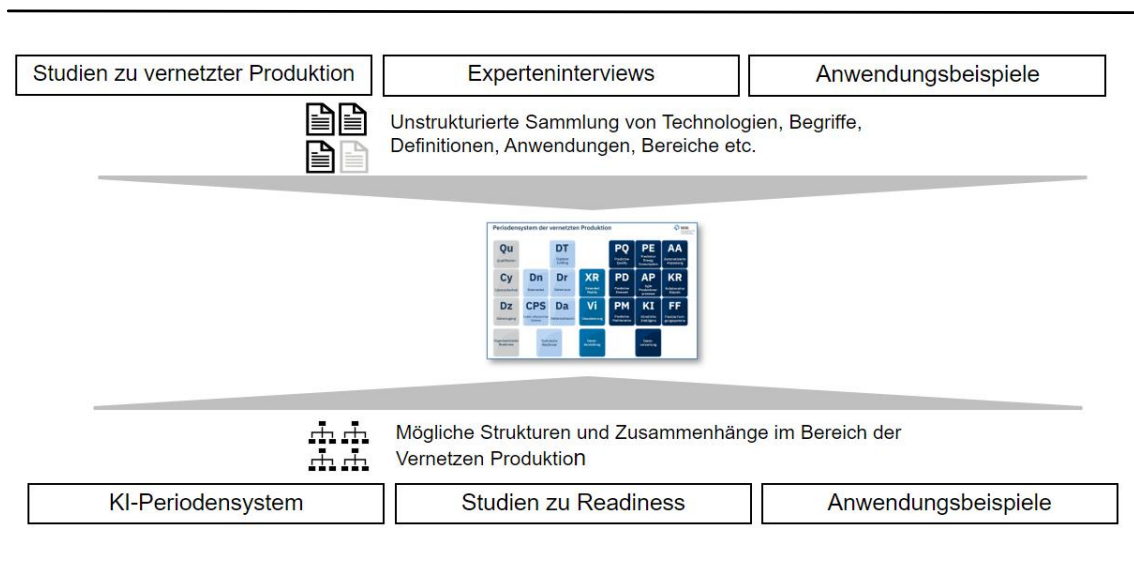 Studien zu vernetzter Produktion
Experteninterviews
Anwendungsbeispiele
Unstrukturierte Sammlung von Technologien, Begriffe,
Definitionen, Anwendungen, Bereiche etc.
Periodensystem der vernetzten Produktion
Qu DT PQ PE AA
Cy Dn Dr XR PD AP KR
Dz CPS Da Vi PM KI FF
Mögliche Strukturen und Zusammenhänge im Bereich der
Vernetzen Produktion
KI-Periodensystem
Studien zu Readiness
Anwendungsbeispiele